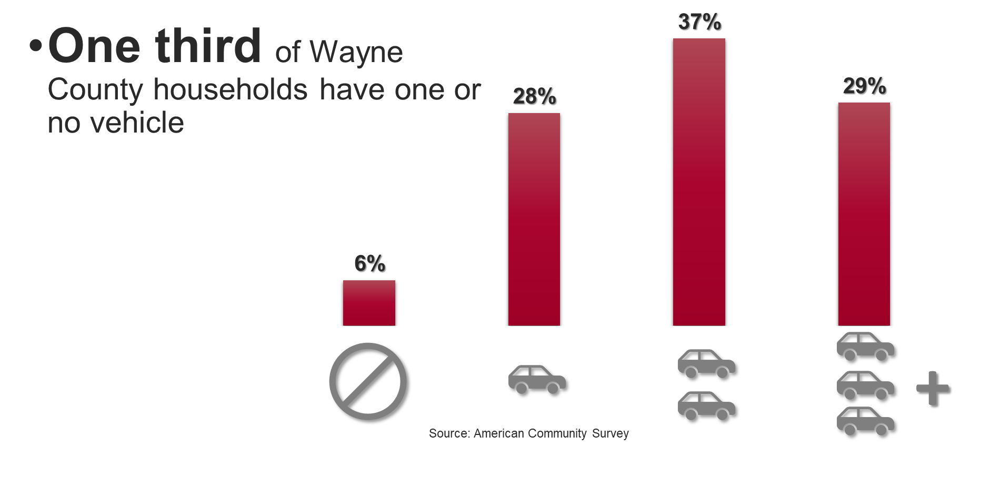 •One third of Wayne
County households have one or
no vehicle
6%
28%
37%
29%
Source: American Community Survey